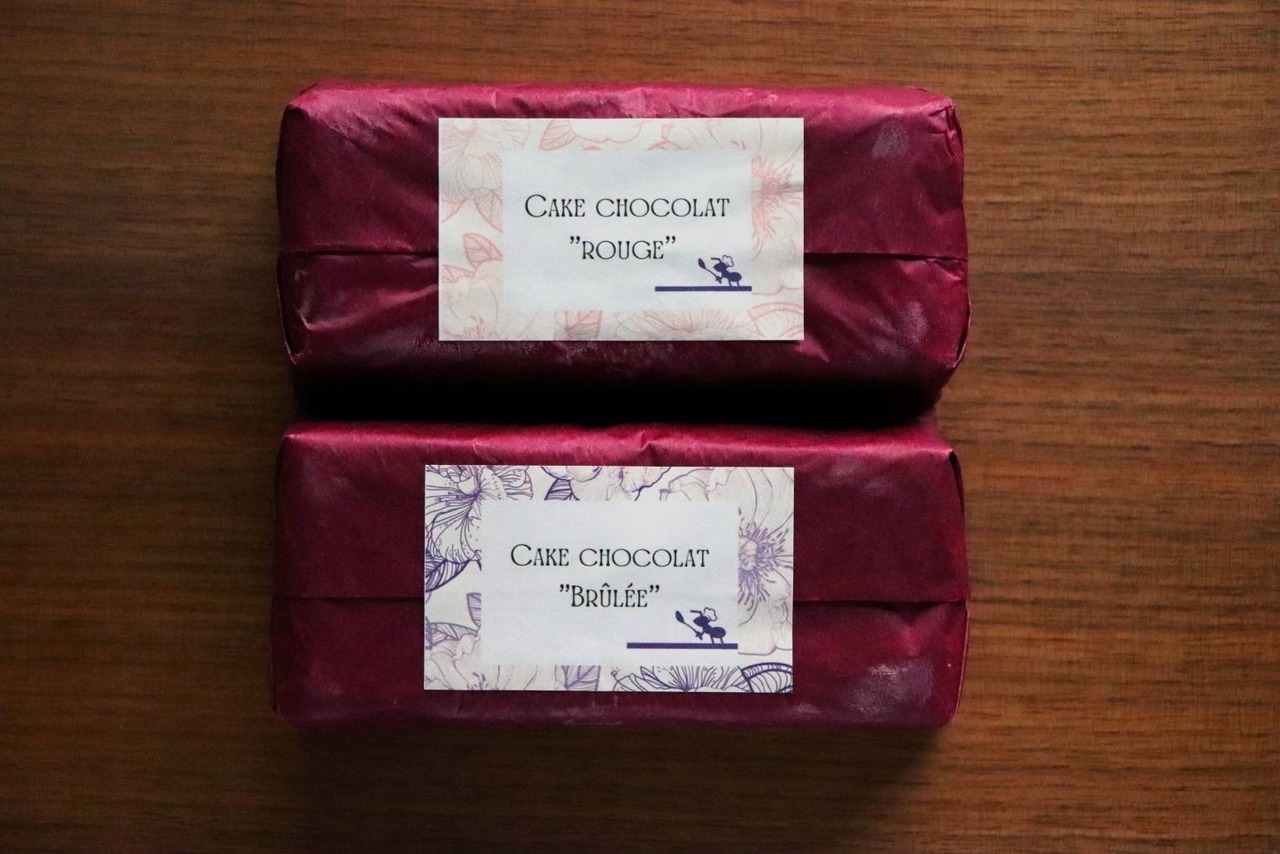 Cake chocolat
”rouge”
Cake chocolat
”Brûlée”